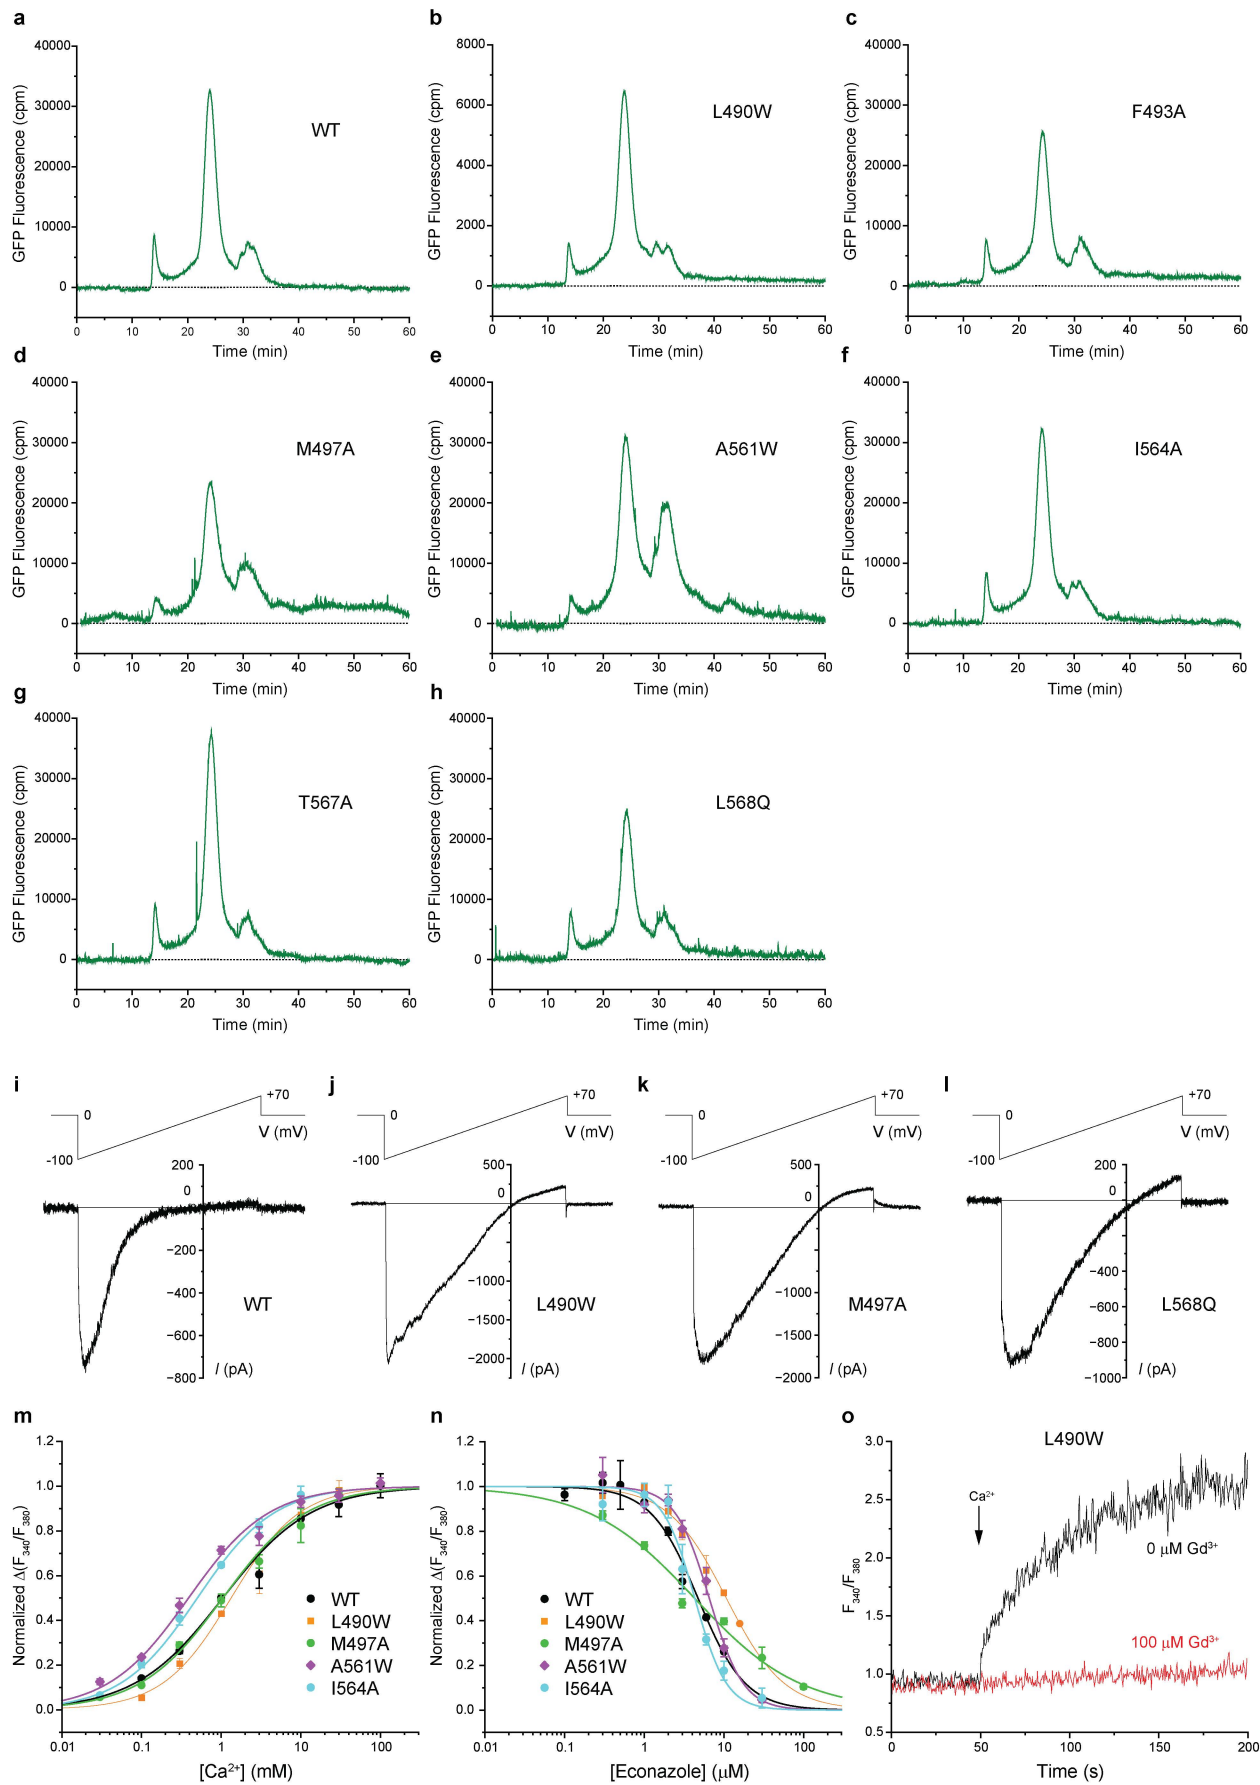 a
40000
30000
20000
10000
0
0 10 20 30 40 50 60
GFP Fluorescence (cpm)
Time (min)
WT
b
8000
6000
4000
2000
0
0 10 20 30 40 50 60
GFP Fluorescence (cpm)
Time (min)
L490W
c
40000
30000
20000
10000
0
0 10 20 30 40 50 60
GFP Fluorescence (cpm)
Time (min)
F493A
d
40000
30000
20000
10000
0
0 10 20 30 40 50 60
GFP Fluorescence (cpm)
Time (min)
M497A
e
40000
30000
20000
10000
0
0 10 20 30 40 50 60
GFP Fluorescence (cpm)
Time (min)
A561W
f
40000
30000
20000
10000
0
0 10 20 30 40 50 60
GFP Fluorescence (cpm)
Time (min)
I564A
g
40000
30000
20000
10000
0
0 10 20 30 40 50 60
GFP Fluorescence (cpm)
Time (min)
T567A
h
40000
30000
20000
10000
0
0 10 20 30 40 50 60
GFP Fluorescence (cpm)
Time (min)
L568Q
i
0
+70
V (mV)
-100
200
0
−200
−400
−600
−800
WT
I (pA)
j
0
+70
V (mV)
-100
500
0
−1000
−1500
−2000
L490W
I (pA)
k
0
+70
V (mV)
-100
500
0
−500
−1000
−1500
−2000
M497A
I (pA)
l
0
+70
V (mV)
-100
200
0
−200
−400
−600
−800
−1000
L568Q
I (pA)
m
1.2
1.0
0.8
0.6
0.4
0.2
0.0
0.01 0.1 1 10 100
Normalized Δ(F340/F380)
[Ca²⁺] (mM)
WT
L490W
M497A
A561W
I564A
n
1.2
1.0
0.8
0.6
0.4
0.2
0.0
0.01 0.1 1 10 100
Normalized Δ(F340/F380)
[Econazole] (μM)
WT
L490W
M497A
A561W
I564A
o
L490W
3.0
2.5
2.0
1.5
1.0
0.5
0 50 100 150 200
F340/F380
Time (s)
Ca²⁺
0 μM Gd³⁺
100 μM Gd³⁺